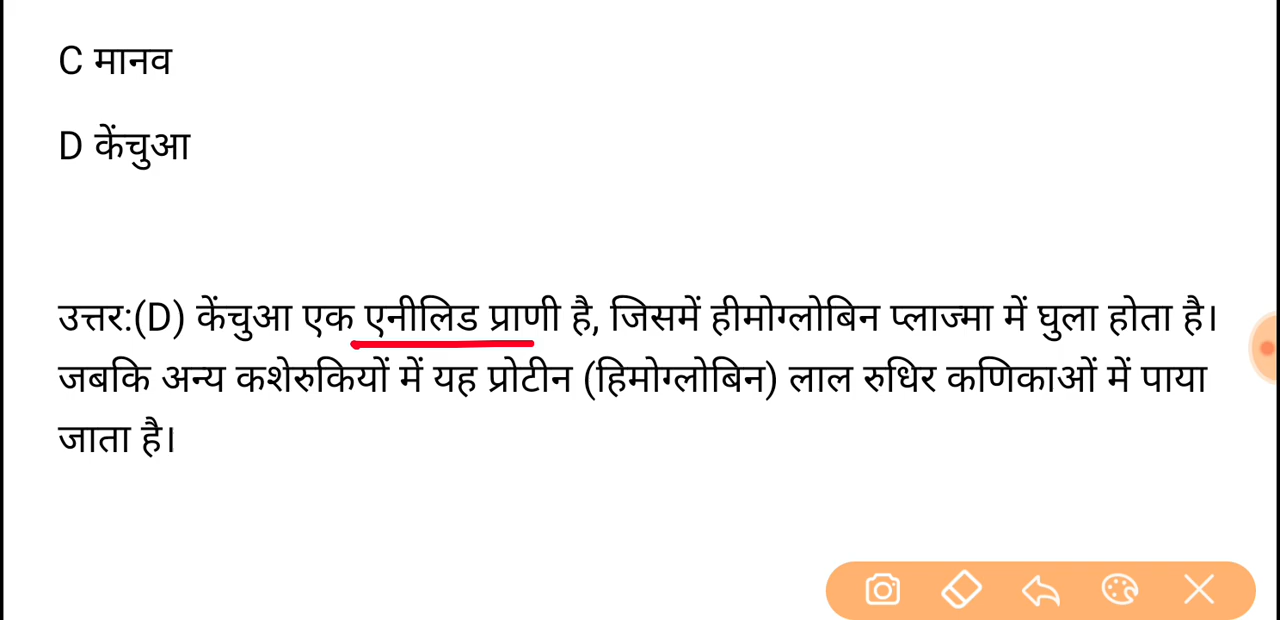 C मानव
D केंचुआ
उत्तर:(D) केंचुआ एक एनीलिड प्राणी है, जिसमें हीमोग्लोबिन प्लाज्मा में घुला होता है।
जबकि अन्य कशेरुकियों में यह प्रोटीन (हिमोग्लोबिन) लाल रुधिर कणिकाओं में पाया
जाता है।